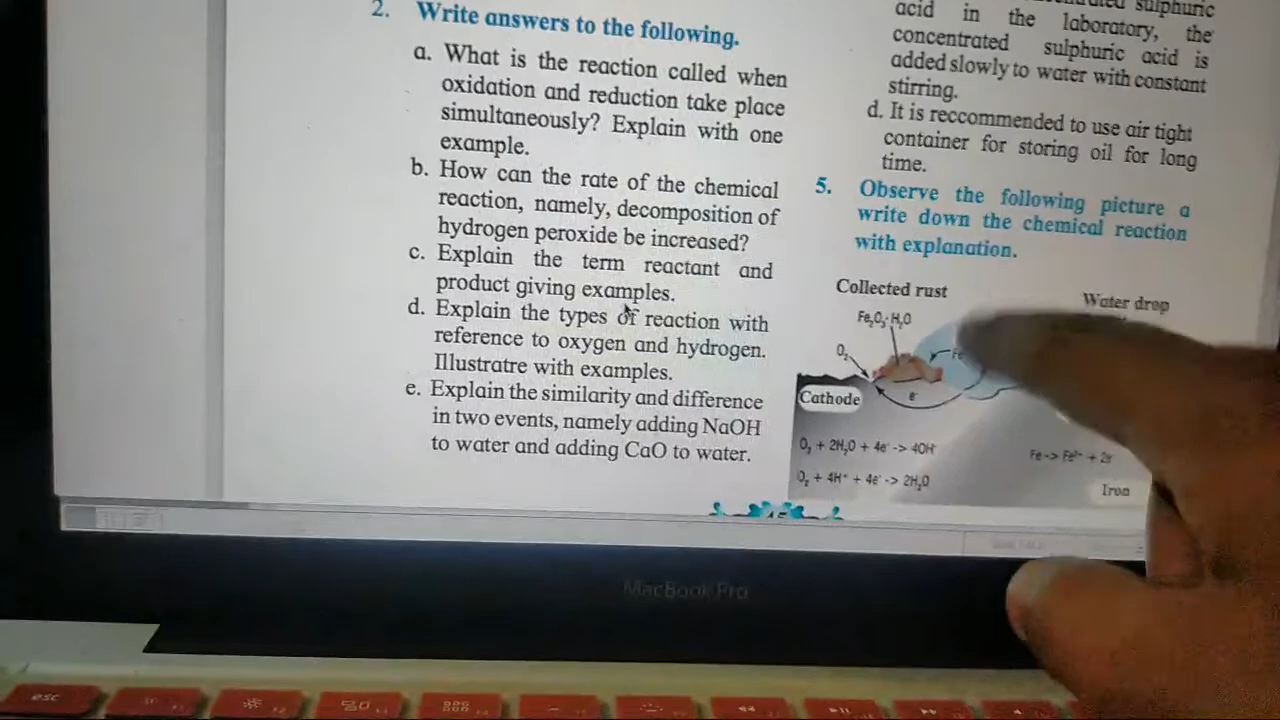 2. Write answers to the following.
a. What is the reaction called when
oxidation and reduction take place
simultaneously? Explain with one
example.
b. How can the rate of the chemical
reaction, namely, decomposition of
hydrogen peroxide be increased?
c. Explain the term reactant and
product giving examples.
d. Explain the types of reaction with
reference to oxygen and hydrogen.
Illustratre with examples.
e. Explain the similarity and difference
in two events, namely adding NaOH
to water and adding CaO to water.
sulphuric
acid in the laboratory, the
concentrated sulphuric acid is
added slowly to water with constant
stirring.
d. It is reccommended to use air tight
container for storing oil for long
time.
5. Observe the following picture a
write down the chemical reaction
with explanation.
Collected rust
Water drop
Fe₂O₃·H₂O
O₂
Fe
Cathode
e⁻
O₂ + 2H₂O + 4e⁻ -> 4OH⁻
Fe -> Fe²⁺ + 2e
O₂ + 4H⁺ + 4e⁻ -> 2H₂O
Iron
MacBook Pro
esc